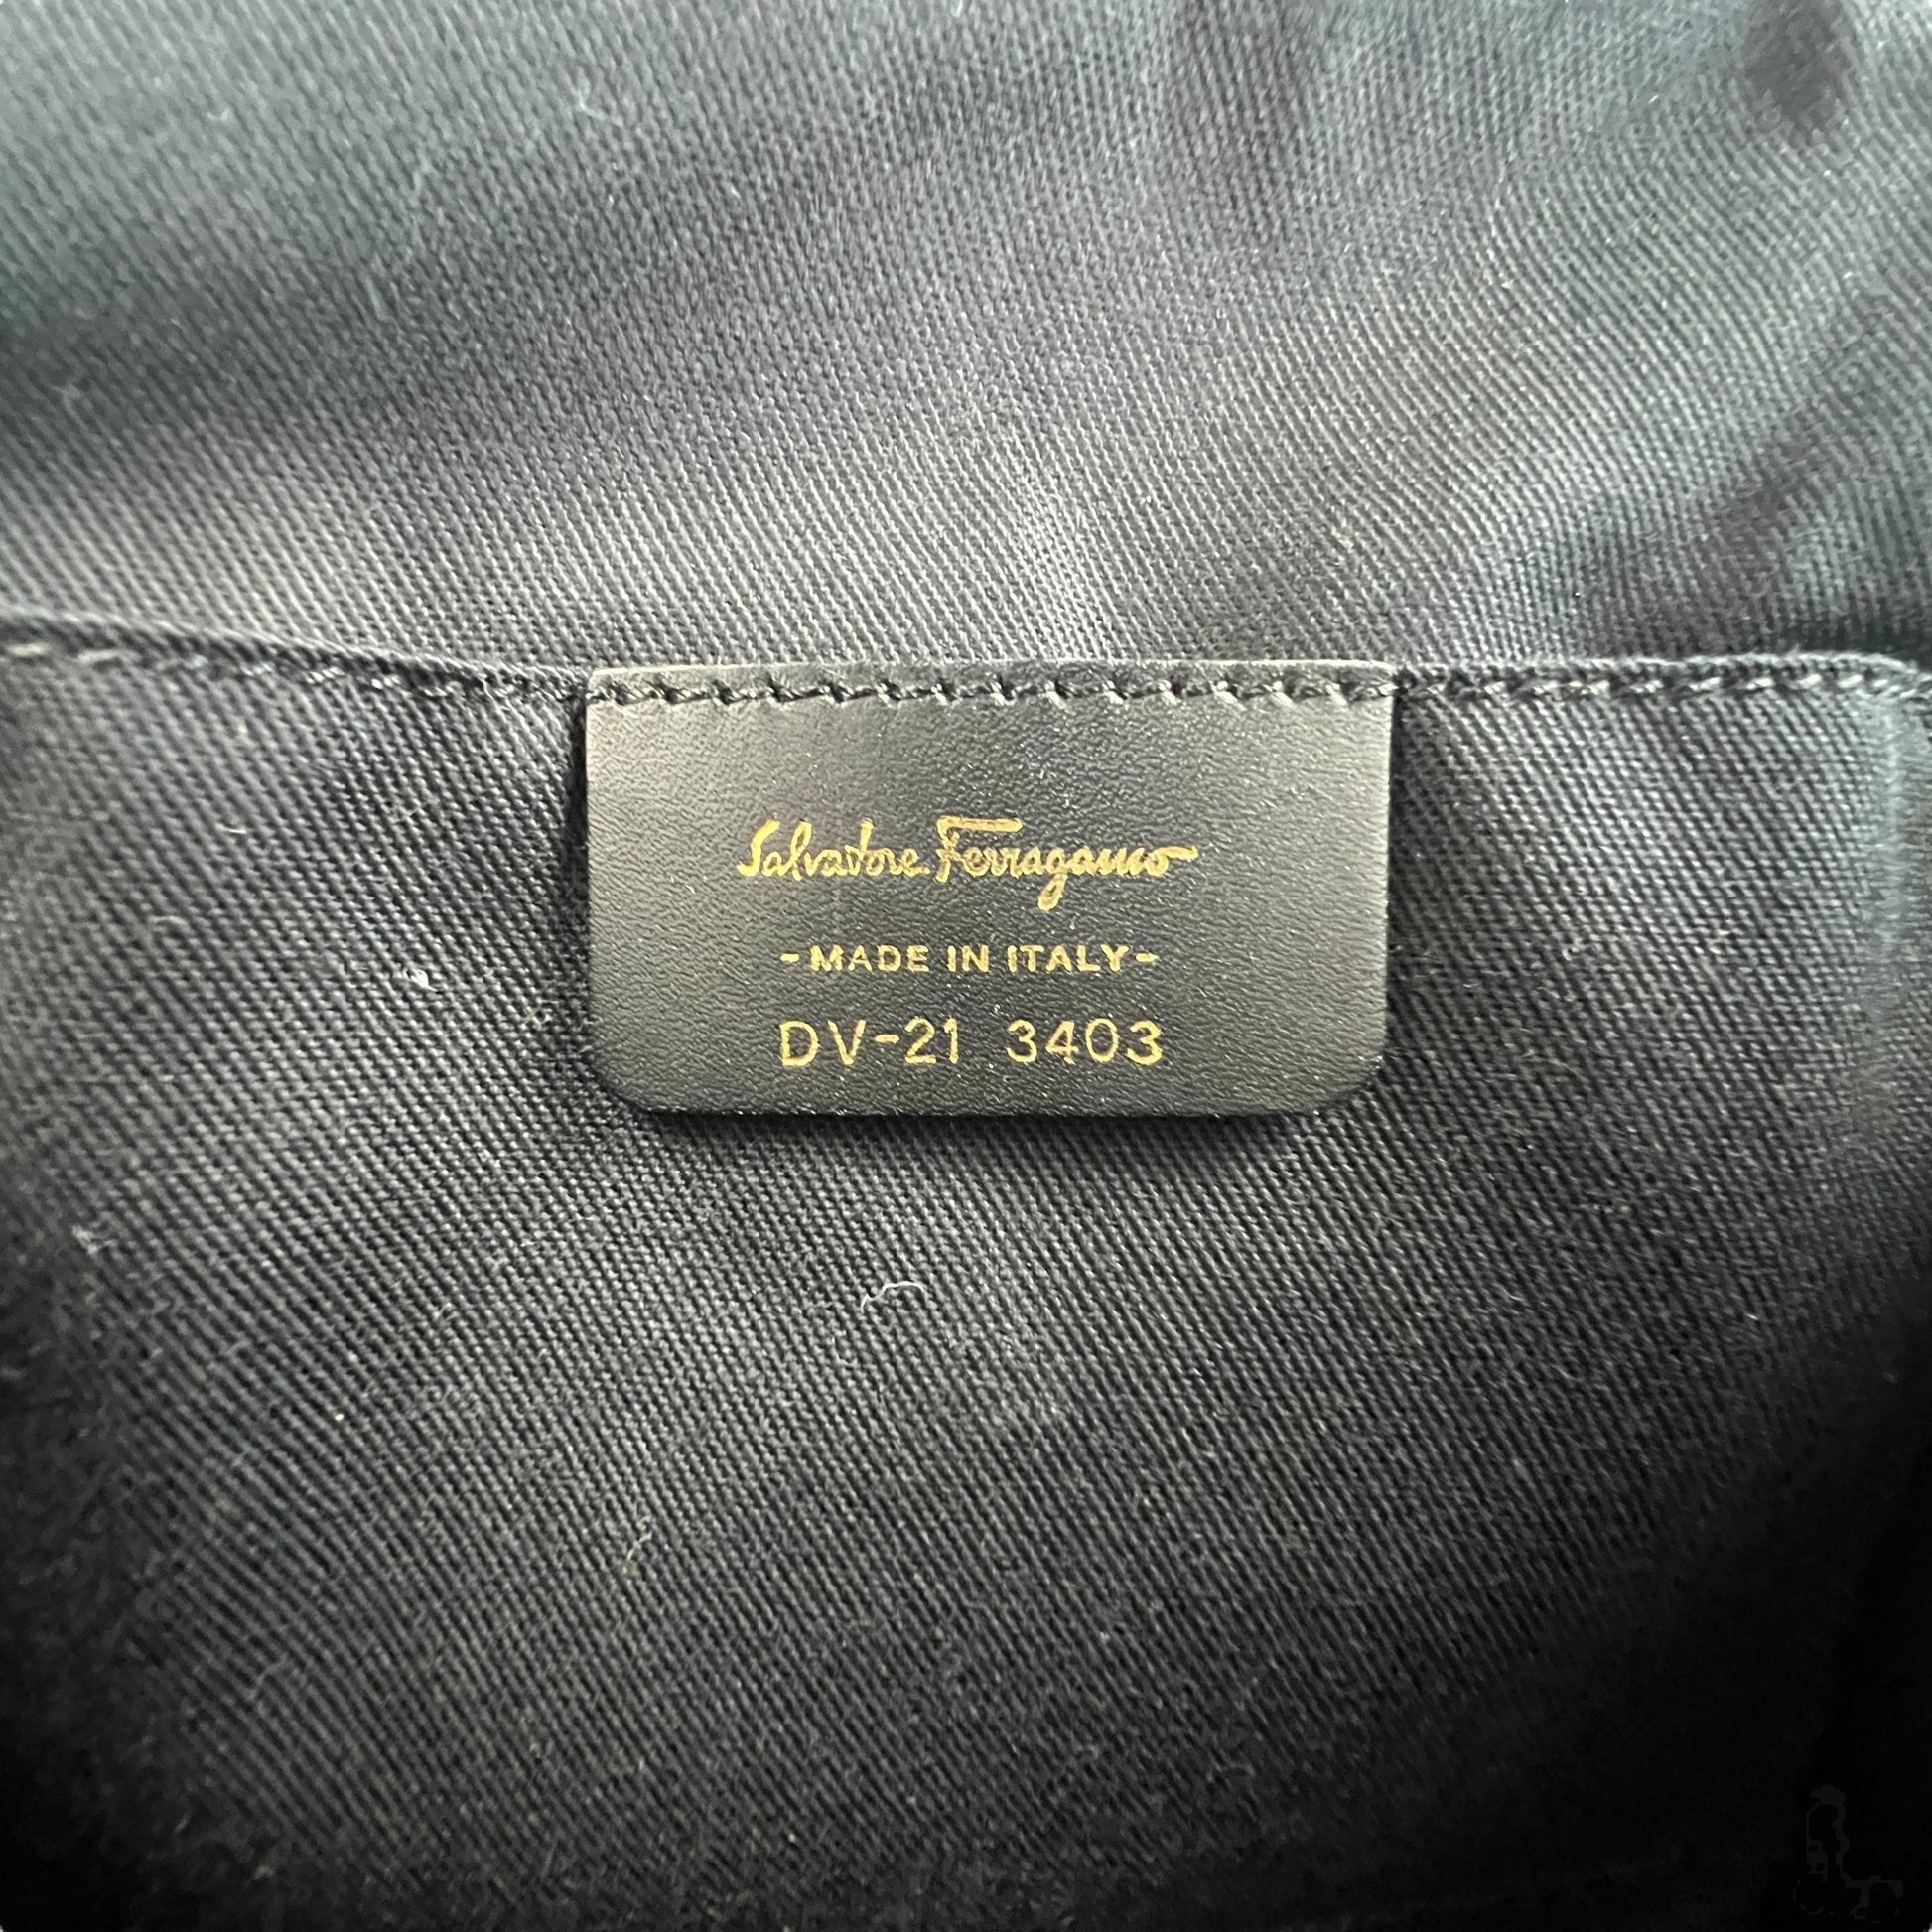 Salvatore Ferragamo
-MADE IN ITALY-
DV-21 3403